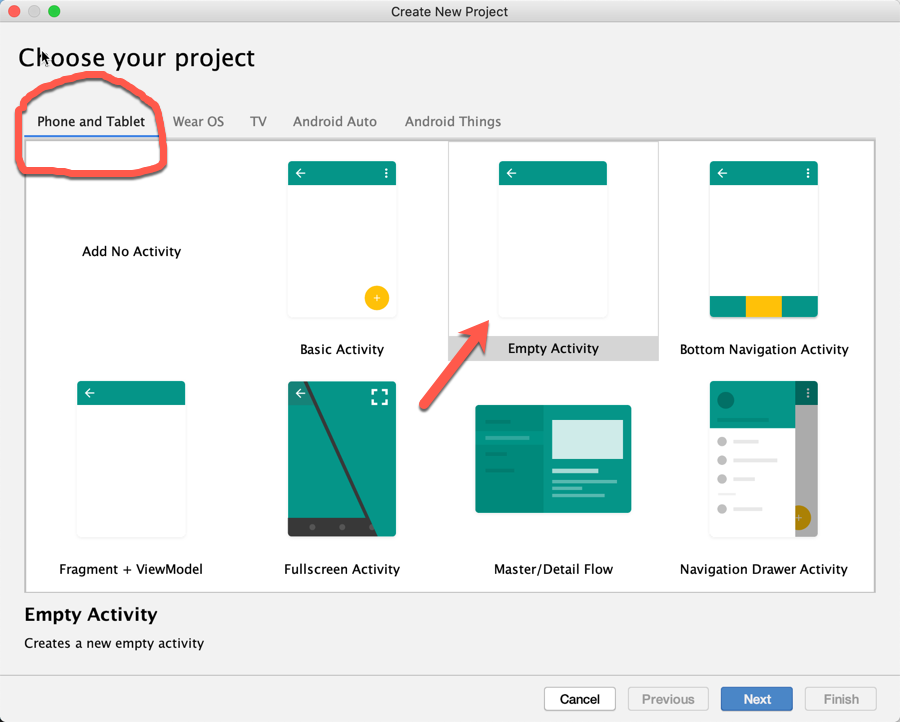 Create New Project
Choose your project
Phone and Tablet Wear OS TV Android Auto Android Things
Add No Activity
Basic Activity
Empty Activity
Bottom Navigation Activity
Fragment + ViewModel
Fullscreen Activity
Master/Detail Flow
Navigation Drawer Activity
Empty Activity
Creates a new empty activity
Cancel Previous Next Finish